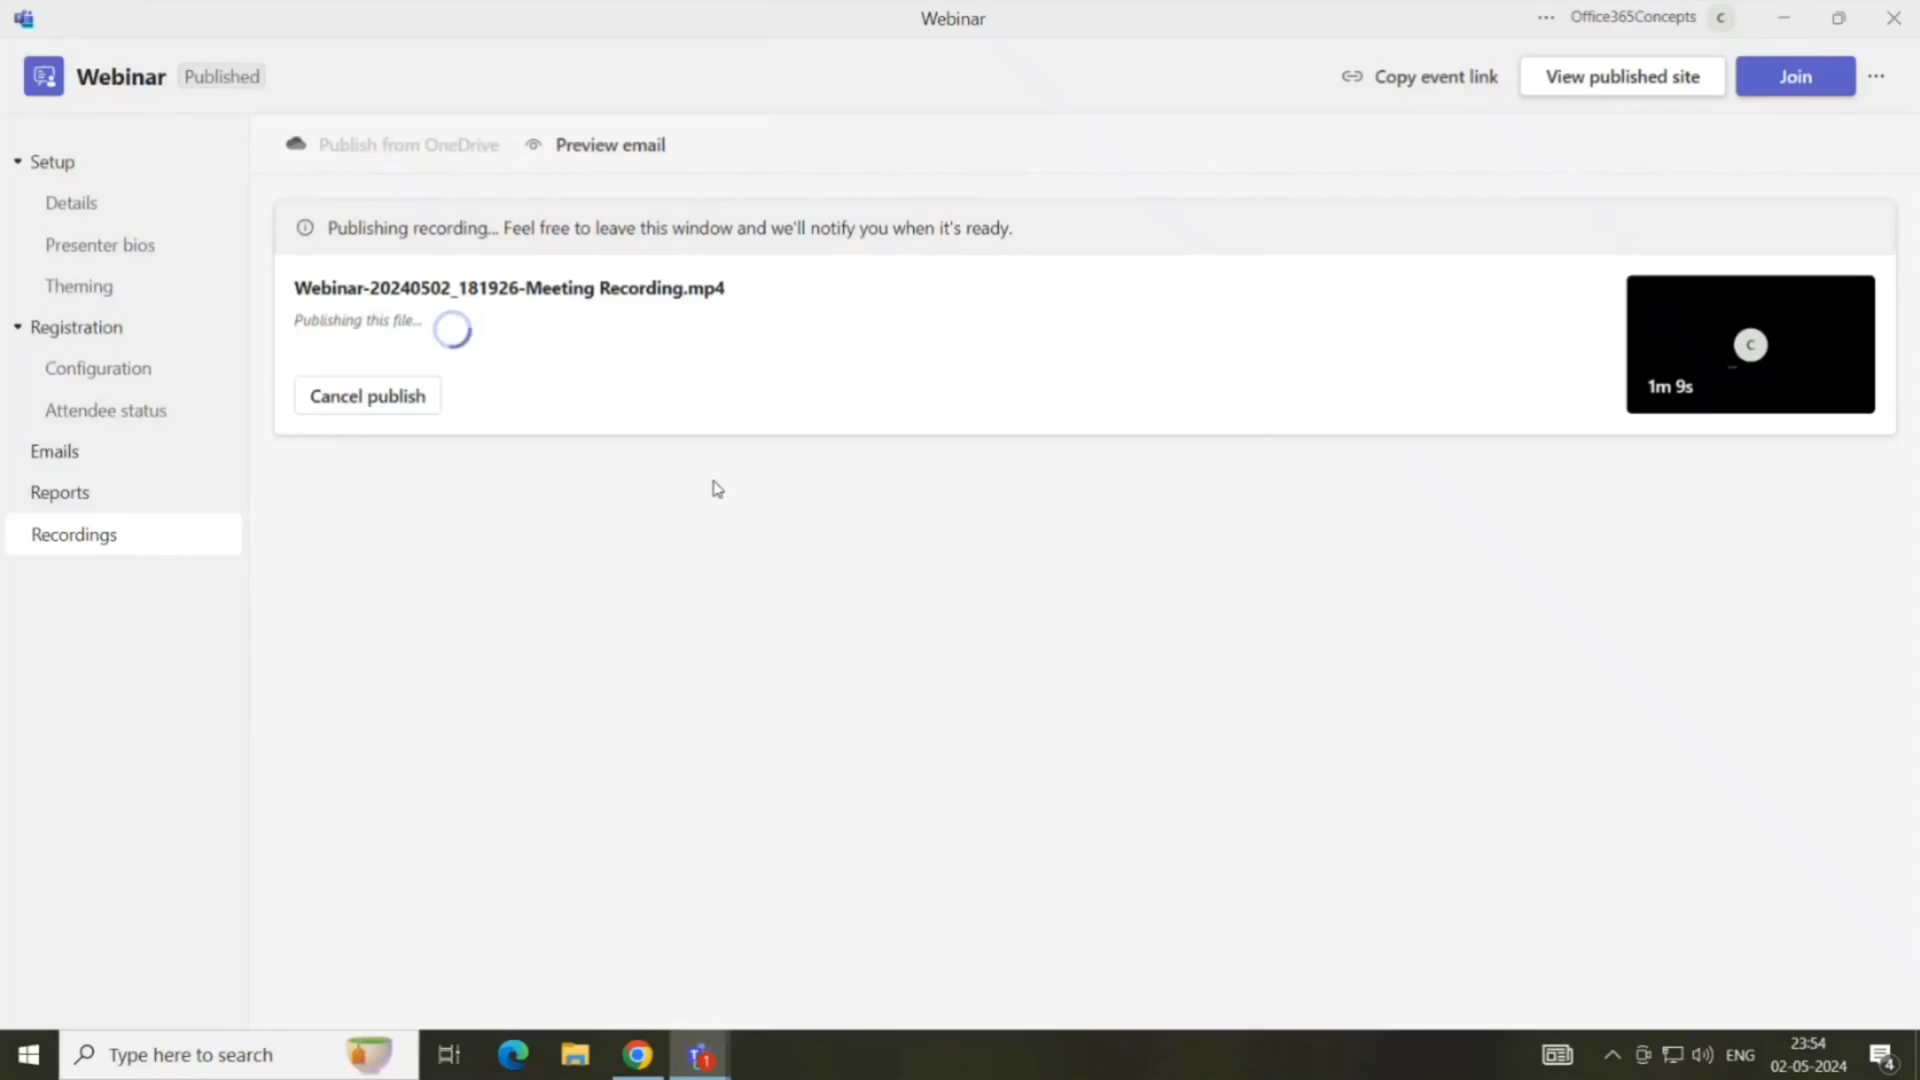 Webinar
Office365Concepts
C
Webinar
Published
Copy event link
View published site
Join
Setup
Details
Presenter bios
Theming
Registration
Configuration
Attendee status
Emails
Reports
Recordings
Publish from OneDrive
Preview email
Publishing recording... Feel free to leave this window and we'll notify you when it's ready.
Webinar-20240502_181926-Meeting Recording.mp4
Publishing this file...
Cancel publish
C
1m 9s
Type here to search
1
ENG
23:54
02-05-2024
4